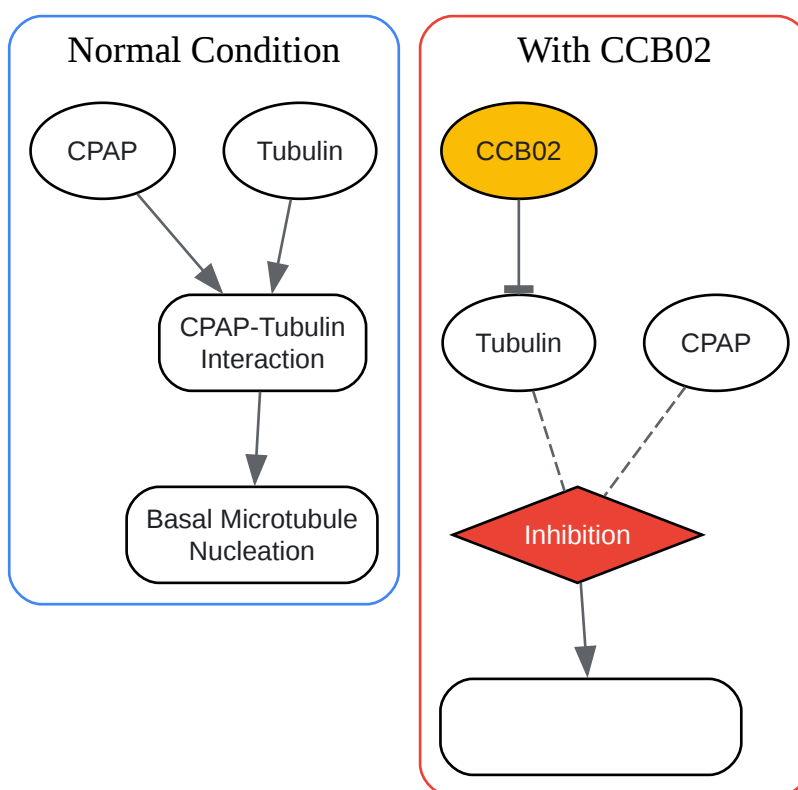 Normal Condition
CPAP
Tubulin
CPAP-Tubulin
Interaction
Basal Microtubule
Nucleation
With CCB02
CCB02
Tubulin
CPAP
Inhibition